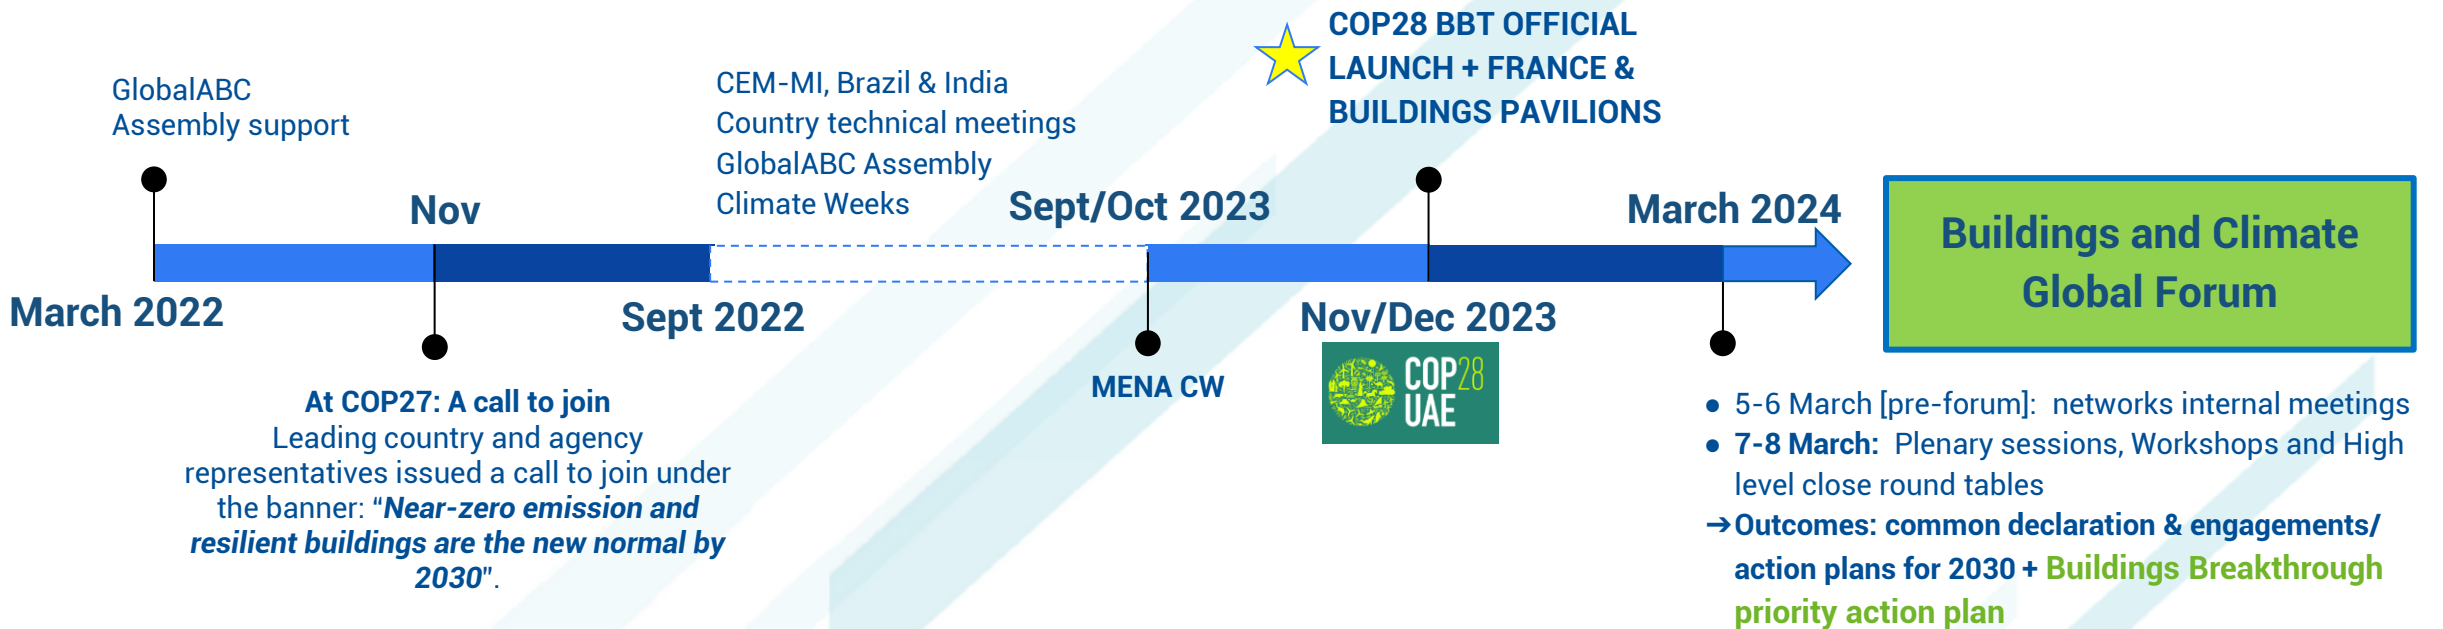 GlobalABC
Assembly support
March 2022
Nov
At COP27: A call to join
Leading country and agency
representatives issued a call to join under
the banner: “Near-zero emission and
resilient buildings are the new normal by
2030".
Sept 2022
CEM-MI, Brazil & India
Country technical meetings
GlobalABC Assembly
Climate Weeks
Sept/Oct 2023
MENA CW
COP28 BBT OFFICIAL
LAUNCH + FRANCE &
BUILDINGS PAVILIONS
Nov/Dec 2023
COP28
UAE
March 2024
Buildings and Climate
Global Forum
● 5-6 March [pre-forum]: networks internal meetings
● 7-8 March: Plenary sessions, Workshops and High
level close round tables
➔ Outcomes: common declaration & engagements/
action plans for 2030 + Buildings Breakthrough
priority action plan